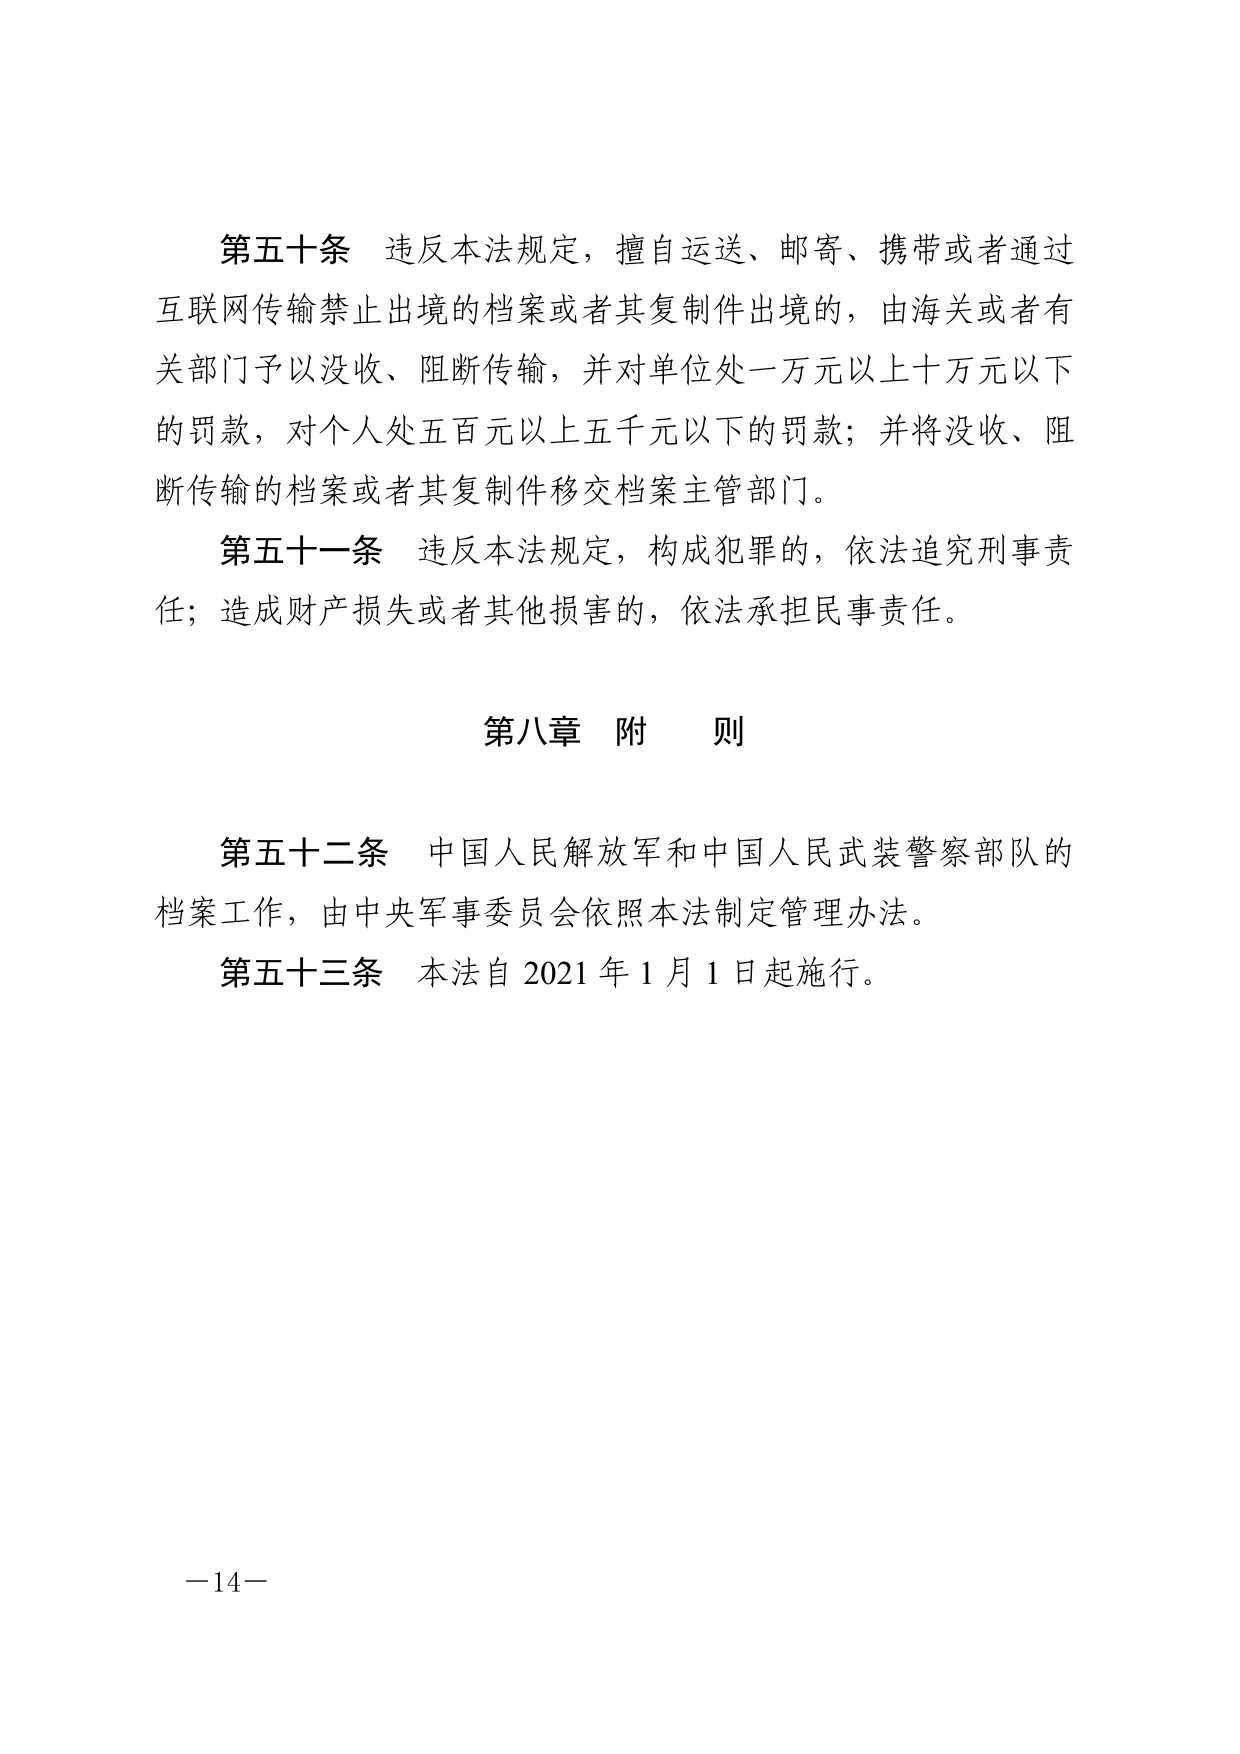 第五十条　违反本法规定，擅自运送、邮寄、携带或者通过
互联网传输禁止出境的档案或者其复制件出境的，由海关或者有
关部门予以没收、阻断传输，并对单位处一万元以上十万元以下
的罚款，对个人处五百元以上五千元以下的罚款；并将没收、阻
断传输的档案或者其复制件移交档案主管部门。
第五十一条　违反本法规定，构成犯罪的，依法追究刑事责
任；造成财产损失或者其他损害的，依法承担民事责任。
第八章　附　　则
第五十二条　中国人民解放军和中国人民武装警察部队的
档案工作，由中央军事委员会依照本法制定管理办法。
第五十三条　本法自 2021 年 1 月 1 日起施行。
—14—